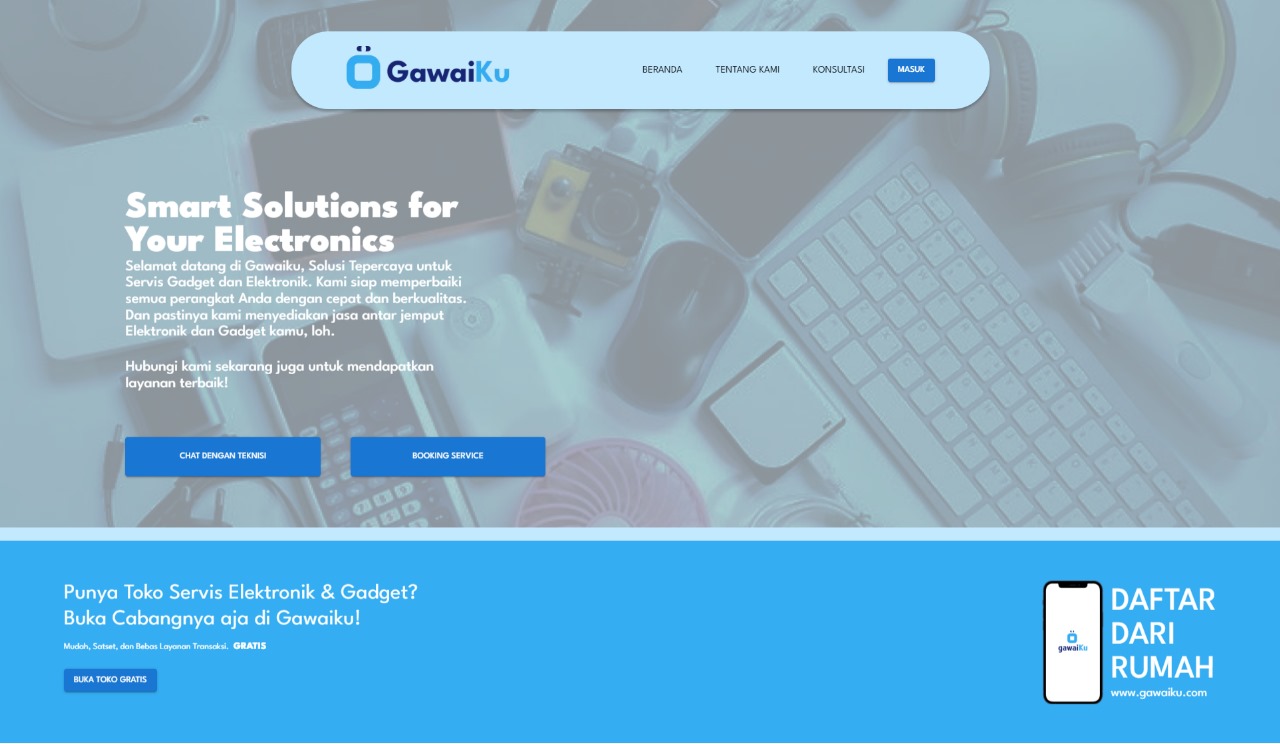 GawaiKu
BERANDA
TENTANG KAMI
KONSULTASI
MASUK
Smart Solutions for
Your Electronics
Selamat datang di Gawaiku, Solusi Tepercaya untuk
Servis Gadget dan Elektronik. Kami siap memperbaiki
semua perangkat Anda dengan cepat dan berkualitas.
Dan pastinya kami menyediakan jasa antar jemput
Elektronik dan Gadget kamu, loh.
Hubungi kami sekarang juga untuk mendapatkan
layanan terbaik!
CHAT DENGAN TEKNISI
BOOKING SERVICE
Punya Toko Servis Elektronik & Gadget?
Buka Cabangnya aja di Gawaiku!
Mudah, Satset, dan Bebas Layanan Transaksi. GRATIS
BUKA TOKO GRATIS
gawaiKu
DAFTAR
DARI
RUMAH
www.gawaiku.com